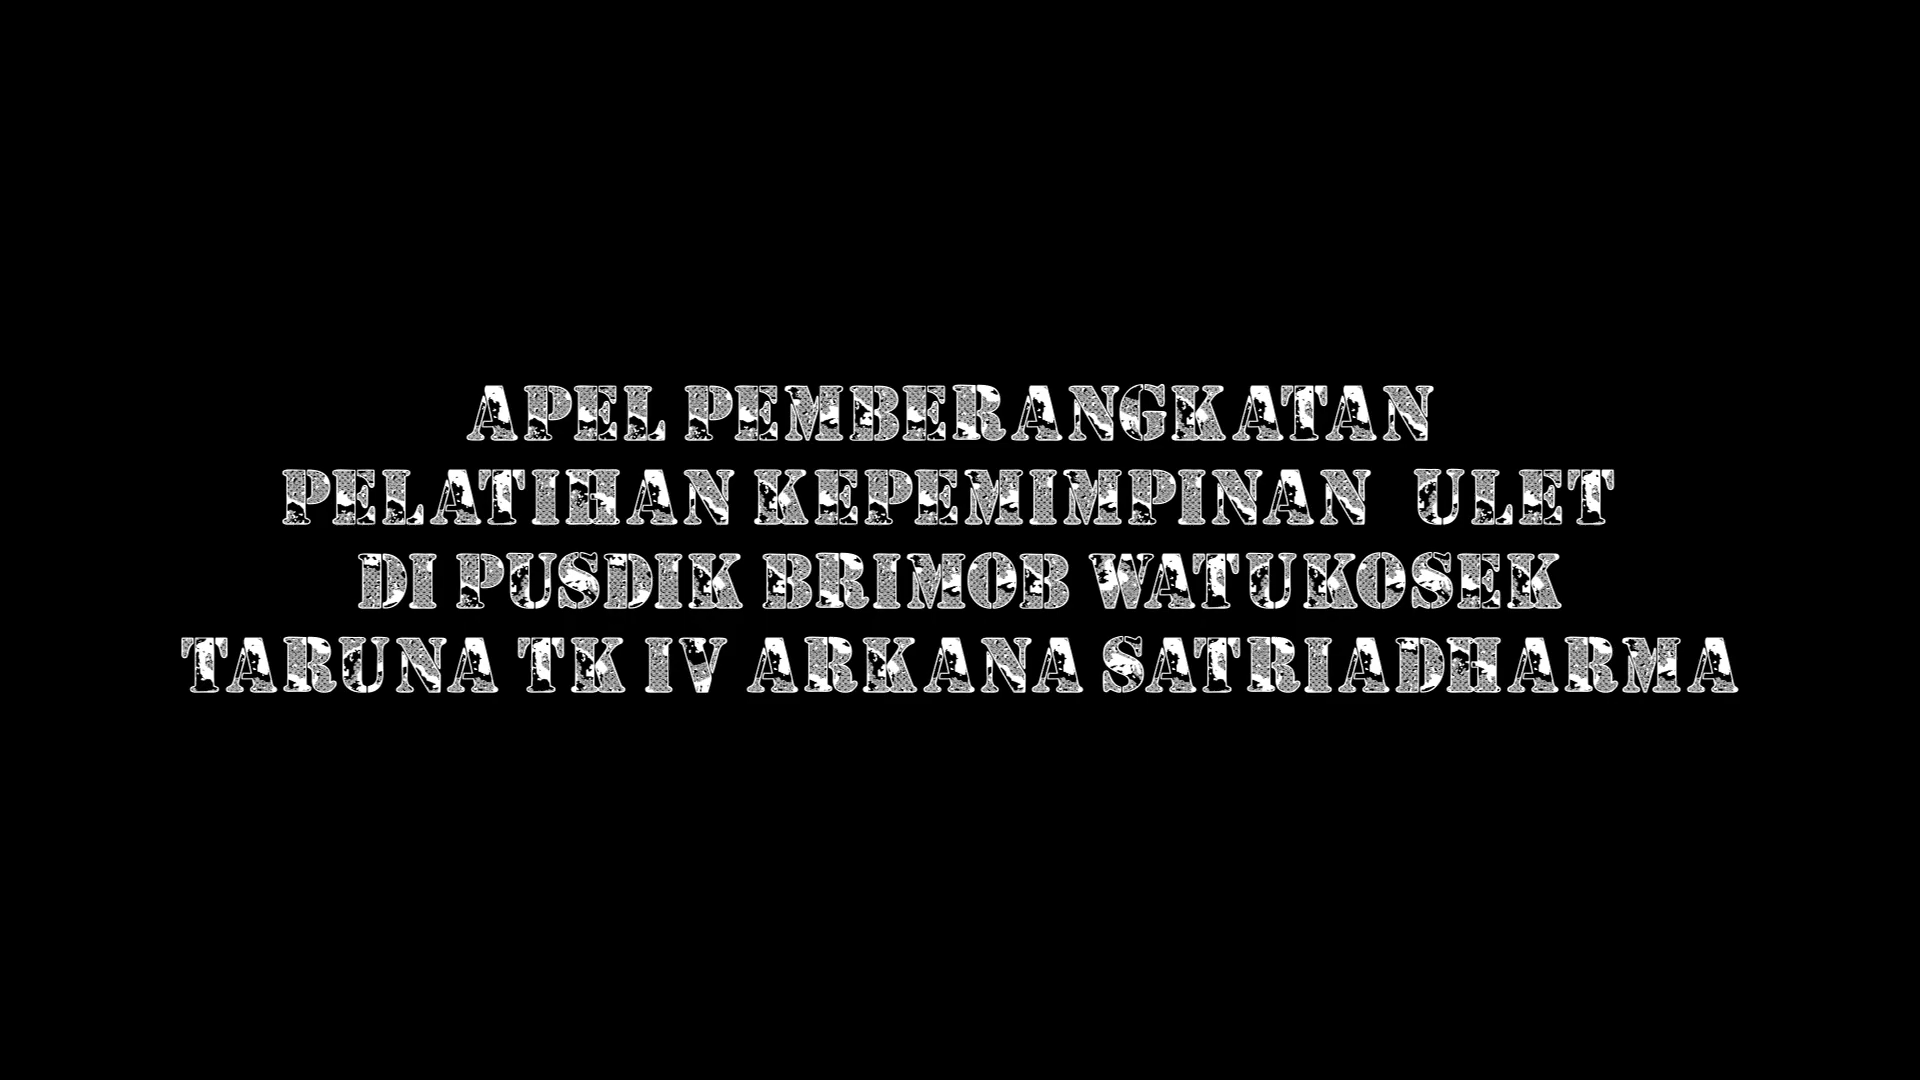 APEL PEMBERANGKATAN
PELATIHAN KEPEMIMPINAN ULET
DI PUSDIK BRIMOB WATUKOSEK
TARUNA TK IV ARKANA SATRIADHARMA